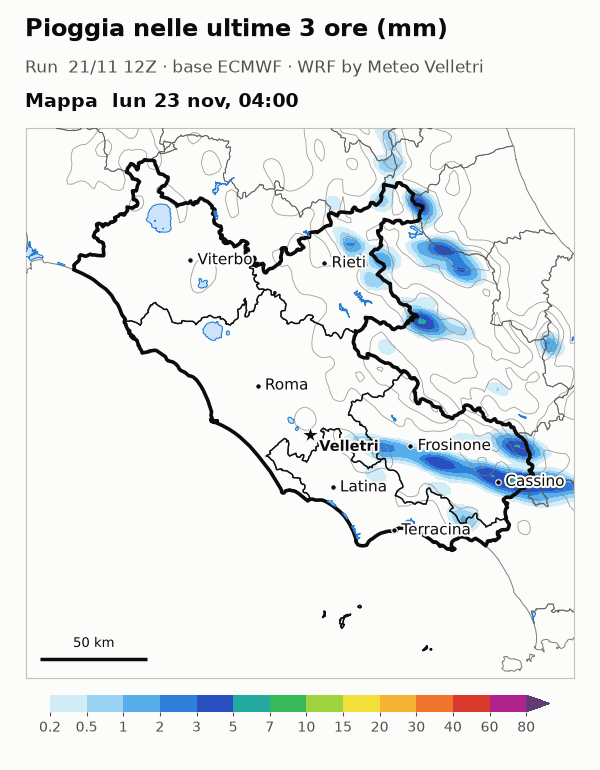 Pioggia nelle ultime 3 ore (mm)
Run  21/11 12Z · base ECMWF · WRF by Meteo Velletri
Mappa  lun 23 nov, 04:00
Viterbo
Rieti
Roma
Velletri
Frosinone
Latina
Cassino
Terracina
50 km
0.2 0.5 1 2 3 5 7 10 15 20 30 40 60 80